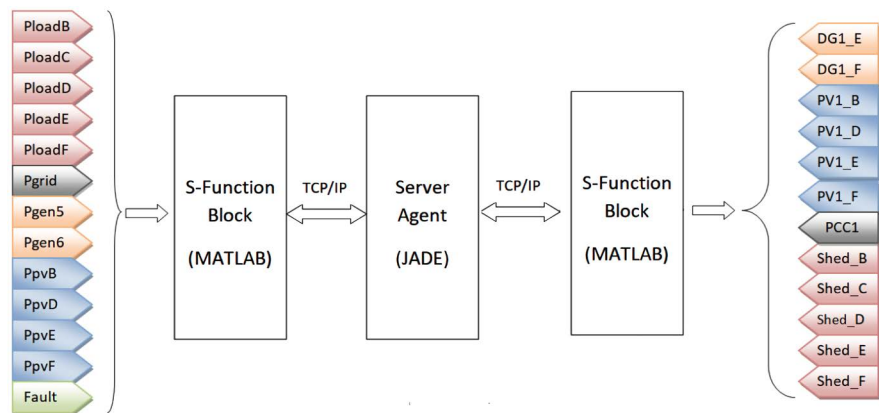 PloadB
PloadC
PloadD
PloadE
PloadF
Pgrid
Pgen5
Pgen6
PpvB
PpvD
PpvE
PpvF
Fault
S-Function
Block
(MATLAB)
TCP/IP
Server
Agent
(JADE)
TCP/IP
S-Function
Block
(MATLAB)
DG1_E
DG1_F
PV1_B
PV1_D
PV1_E
PV1_F
PCC1
Shed_B
Shed_C
Shed_D
Shed_E
Shed_F